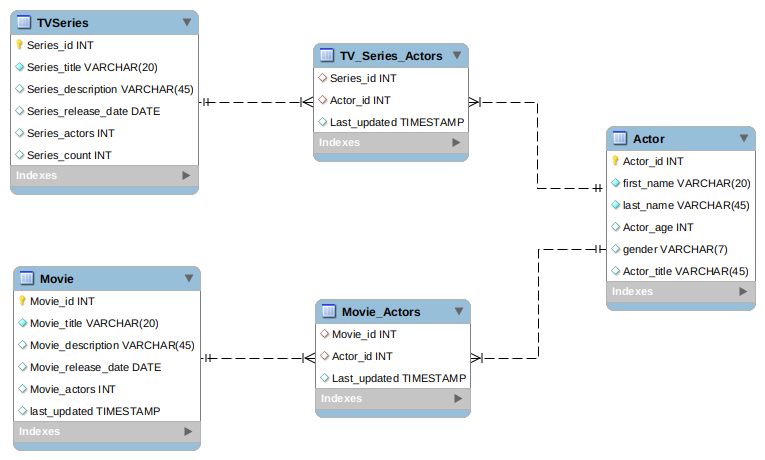 TVSeries
Series_id INT
Series_title VARCHAR(20)
Series_description VARCHAR(45)
Series_release_date DATE
Series_actors INT
Series_count INT
Indexes
TV_Series_Actors
Series_id INT
Actor_id INT
Last_updated TIMESTAMP
Indexes
Actor
Actor_id INT
first_name VARCHAR(20)
last_name VARCHAR(45)
Actor_age INT
gender VARCHAR(7)
Actor_title VARCHAR(45)
Indexes
Movie
Movie_id INT
Movie_title VARCHAR(20)
Movie_description VARCHAR(45)
Movie_release_date DATE
Movie_actors INT
last_updated TIMESTAMP
Indexes
Movie_Actors
Movie_id INT
Actor_id INT
Last_updated TIMESTAMP
Indexes